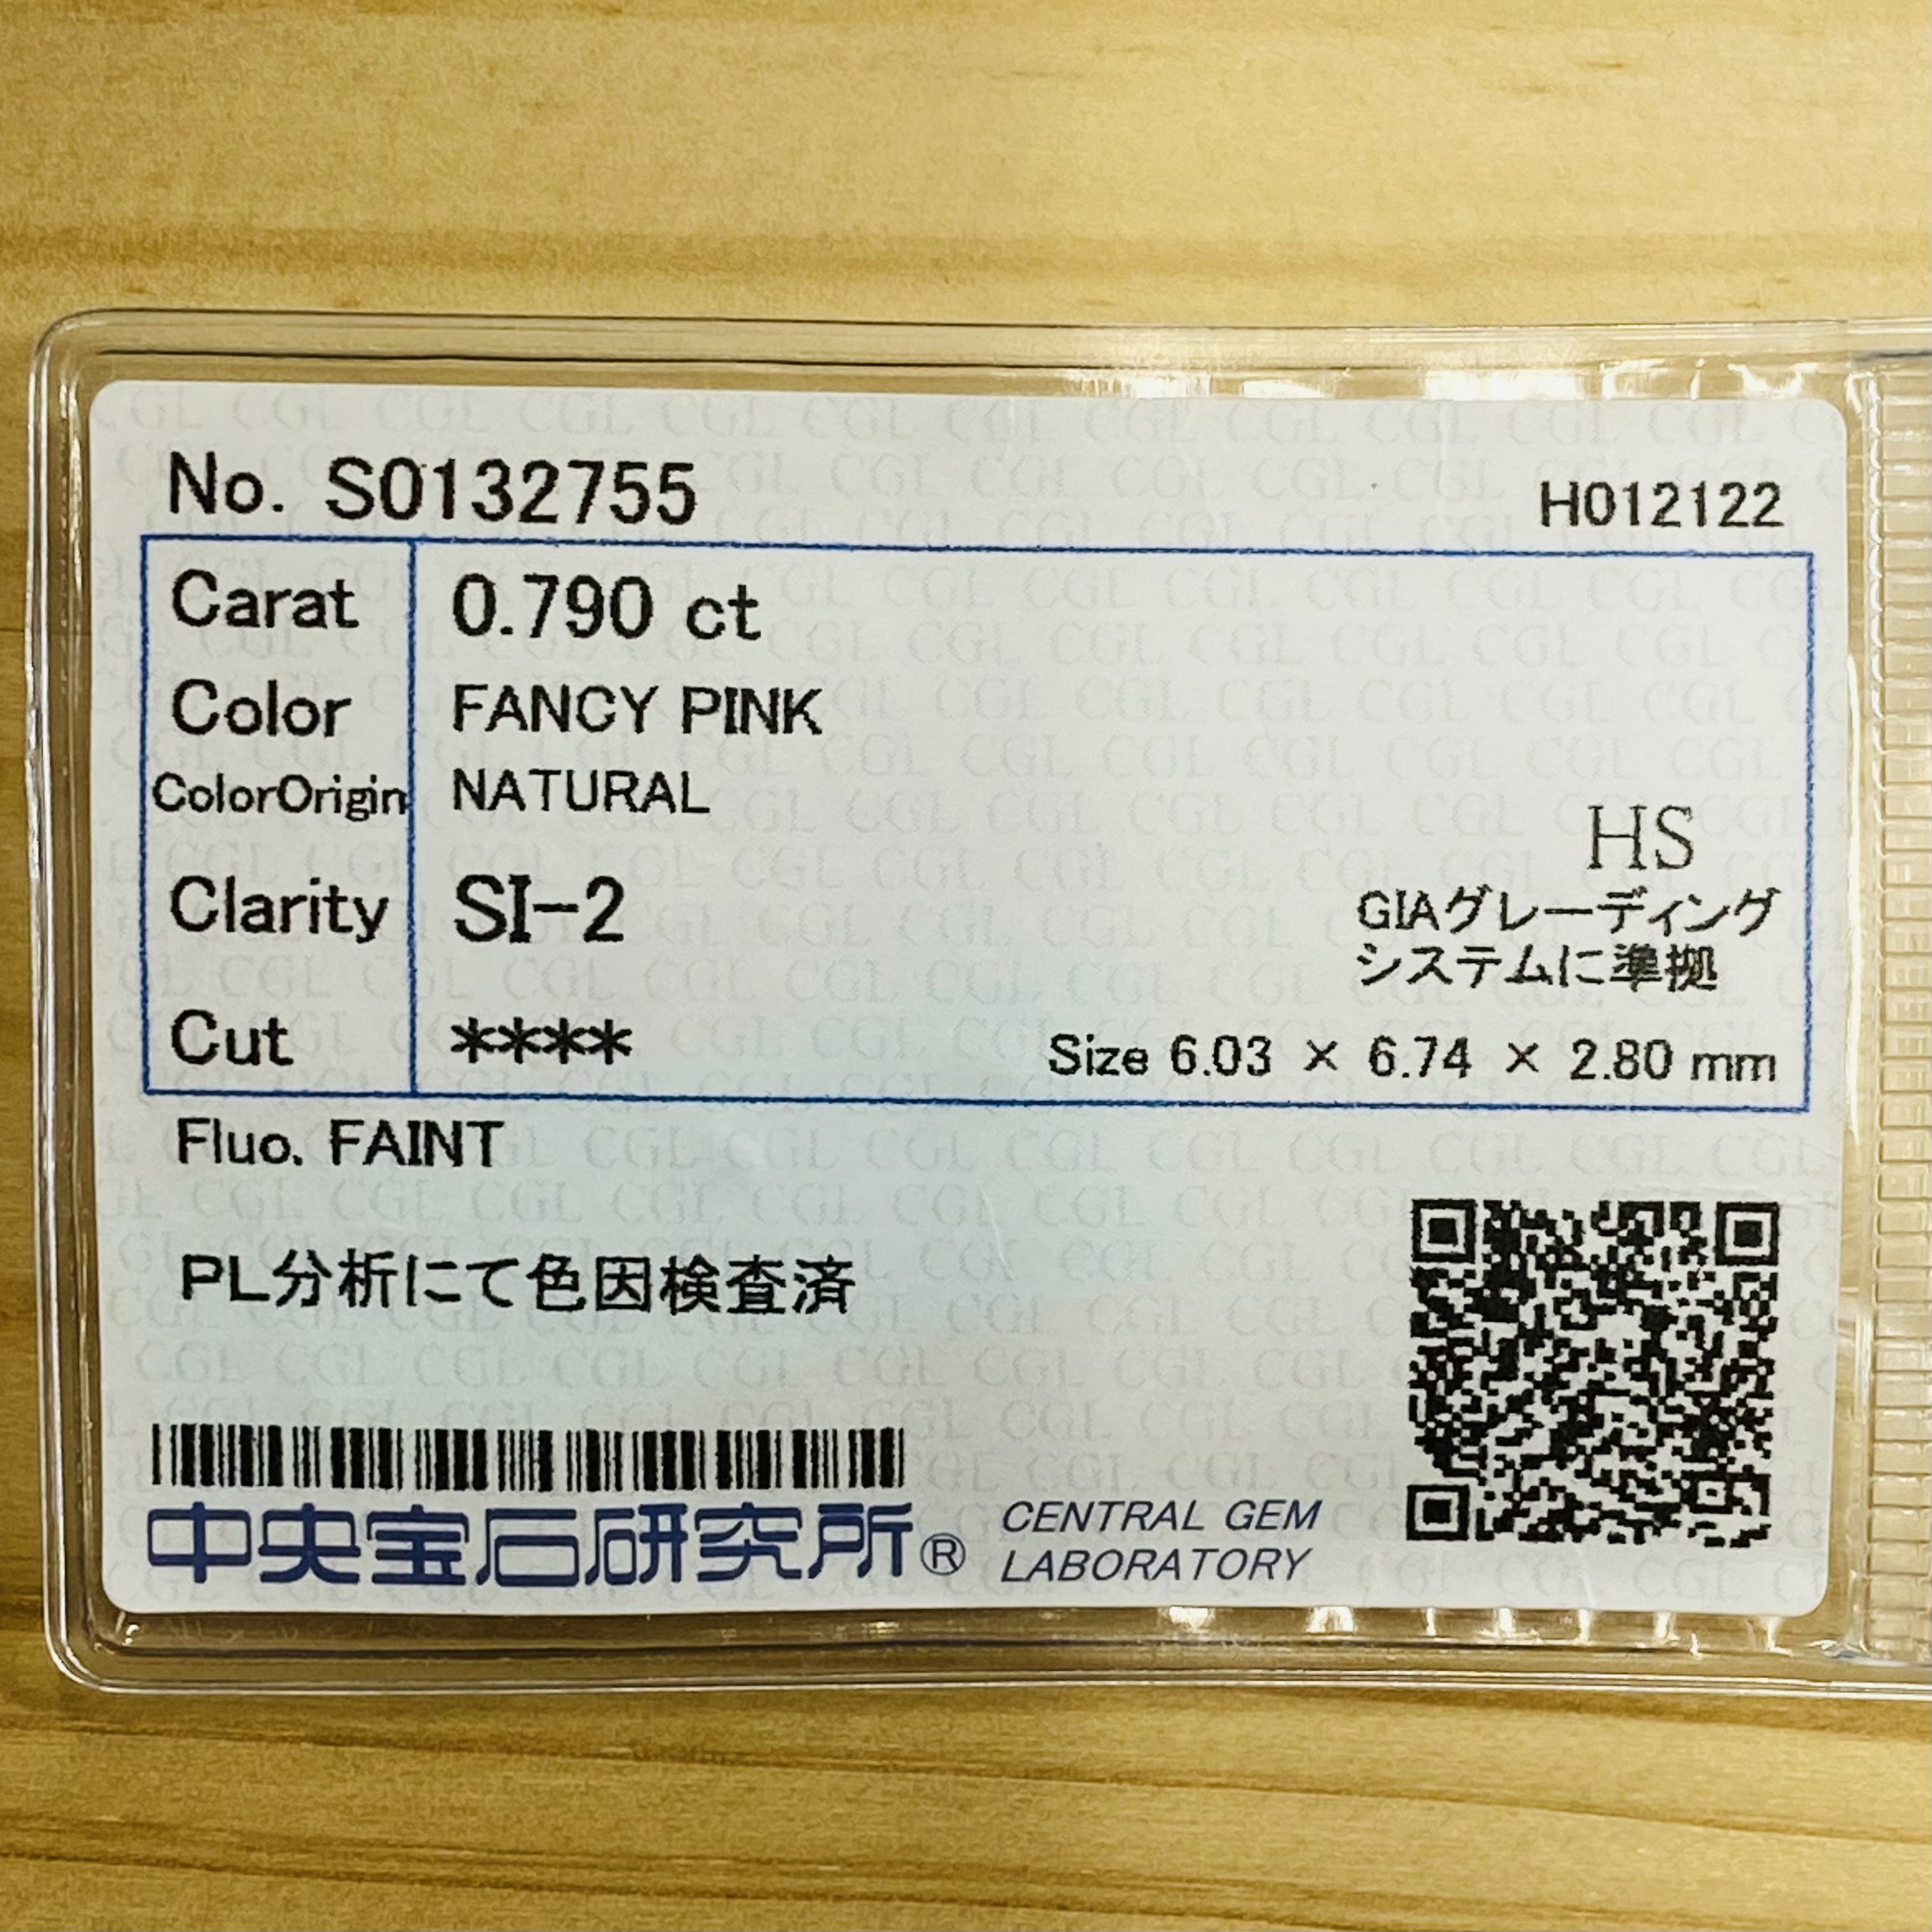 No. S0132755
H012122
Carat 0.790 ct
Color FANCY PINK
ColorOrigin NATURAL
HS
Clarity SI-2
GIAグレーディング
システムに準拠
Cut ****
Size 6.03 × 6.74 × 2.80 mm
Fluo. FAINT
PL分析にて色因検査済
中央宝石研究所®
CENTRAL GEM
LABORATORY